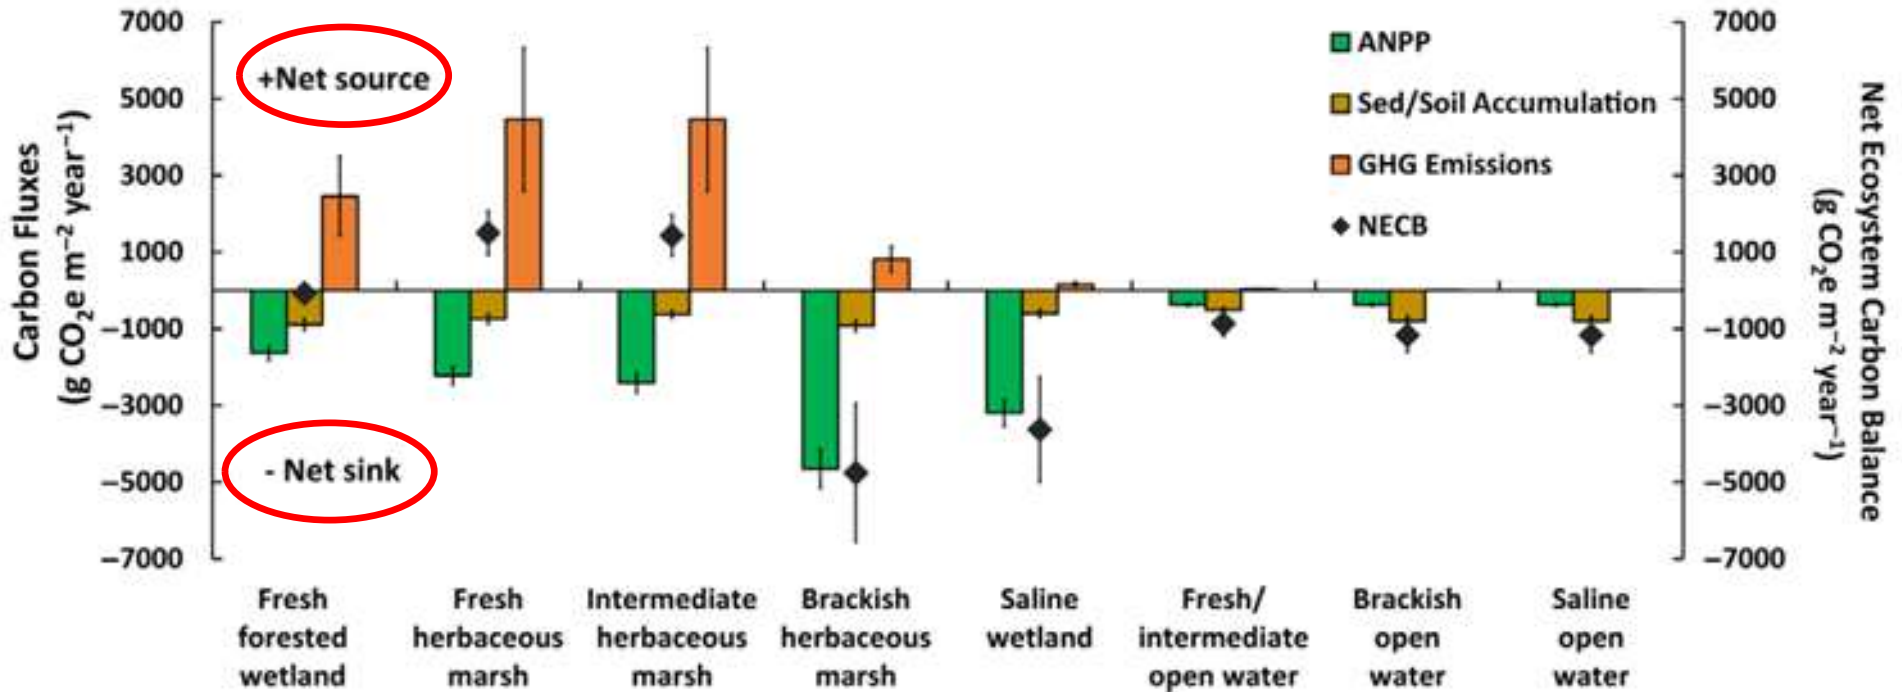 7000
5000
3000
1000
−1000
−3000
−5000
−7000
Carbon Fluxes
(g CO₂e m⁻² year⁻¹)
+Net source
- Net sink
ANPP
Sed/Soil Accumulation
GHG Emissions
NECB
7000
5000
3000
1000
−1000
−3000
−5000
−7000
Net Ecosystem Carbon Balance
(g CO₂e m⁻² year⁻¹)
Fresh
forested
wetland
Fresh
herbaceous
marsh
Intermediate
herbaceous
marsh
Brackish
herbaceous
marsh
Saline
wetland
Fresh/
intermediate
open water
Brackish
open
water
Saline
open
water